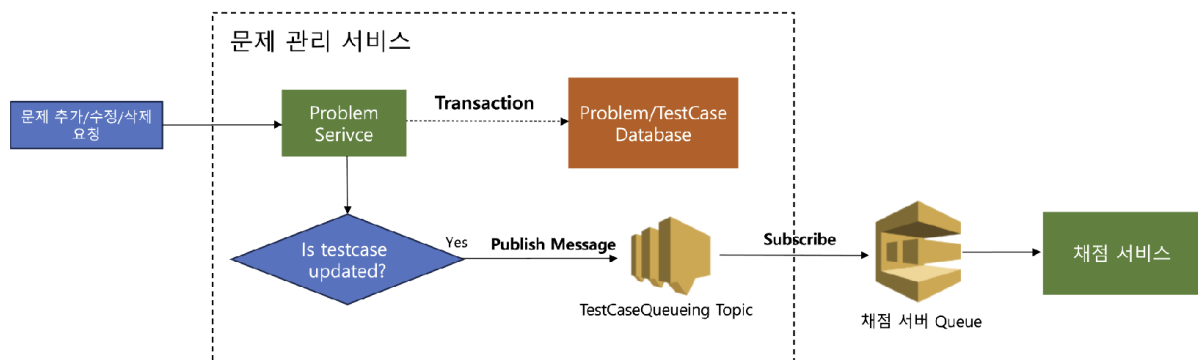 문제 관리 서비스
문제 추가/수정/삭제
요청
Problem
Serivce
Transaction
Problem/TestCase
Database
Is testcase
updated?
Yes
Publish Message
TestCaseQueueing Topic
Subscribe
채점 서버 Queue
채점 서비스